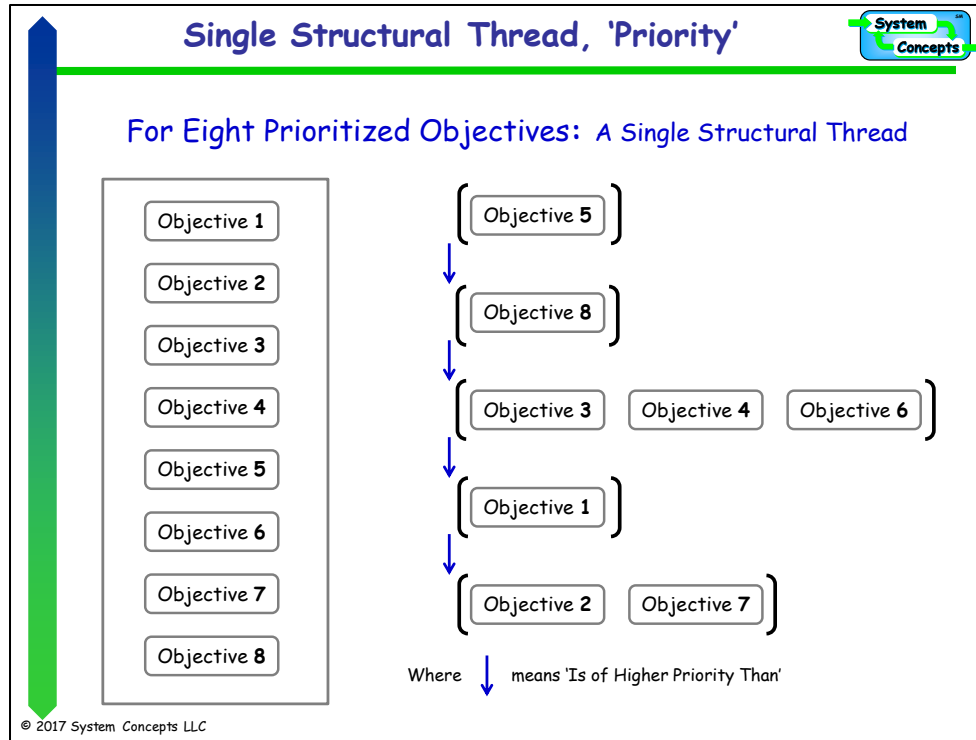 Single Structural Thread, ‘Priority’
System
Concepts
For Eight Prioritized Objectives: A Single Structural Thread
Objective 1
Objective 2
Objective 3
Objective 4
Objective 5
Objective 6
Objective 7
Objective 8
Objective 5
Objective 8
Objective 3 Objective 4 Objective 6
Objective 1
Objective 2 Objective 7
Where means ‘Is of Higher Priority Than’
© 2017 System Concepts LLC